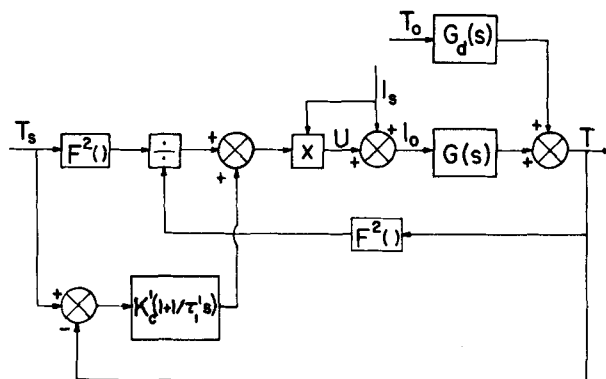 T₀
G_d(s)
I_s
T_s
F²( )
÷
+
+
X
U
+
+
I₀
G(s)
+
+
T
F²( )
+
−
K'_c(1+1/τ'_I s)